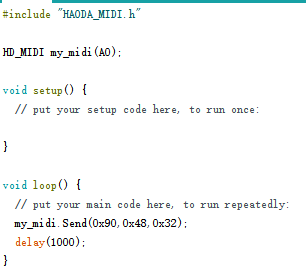 #include "HAODA_MIDI.h"
HD_MIDI my_midi(A0);
void setup() {
// put your setup code here, to run once:
}
void loop() {
// put your main code here, to run repeatedly:
my_midi.Send(0x90,0x48,0x32);
delay(1000);
}